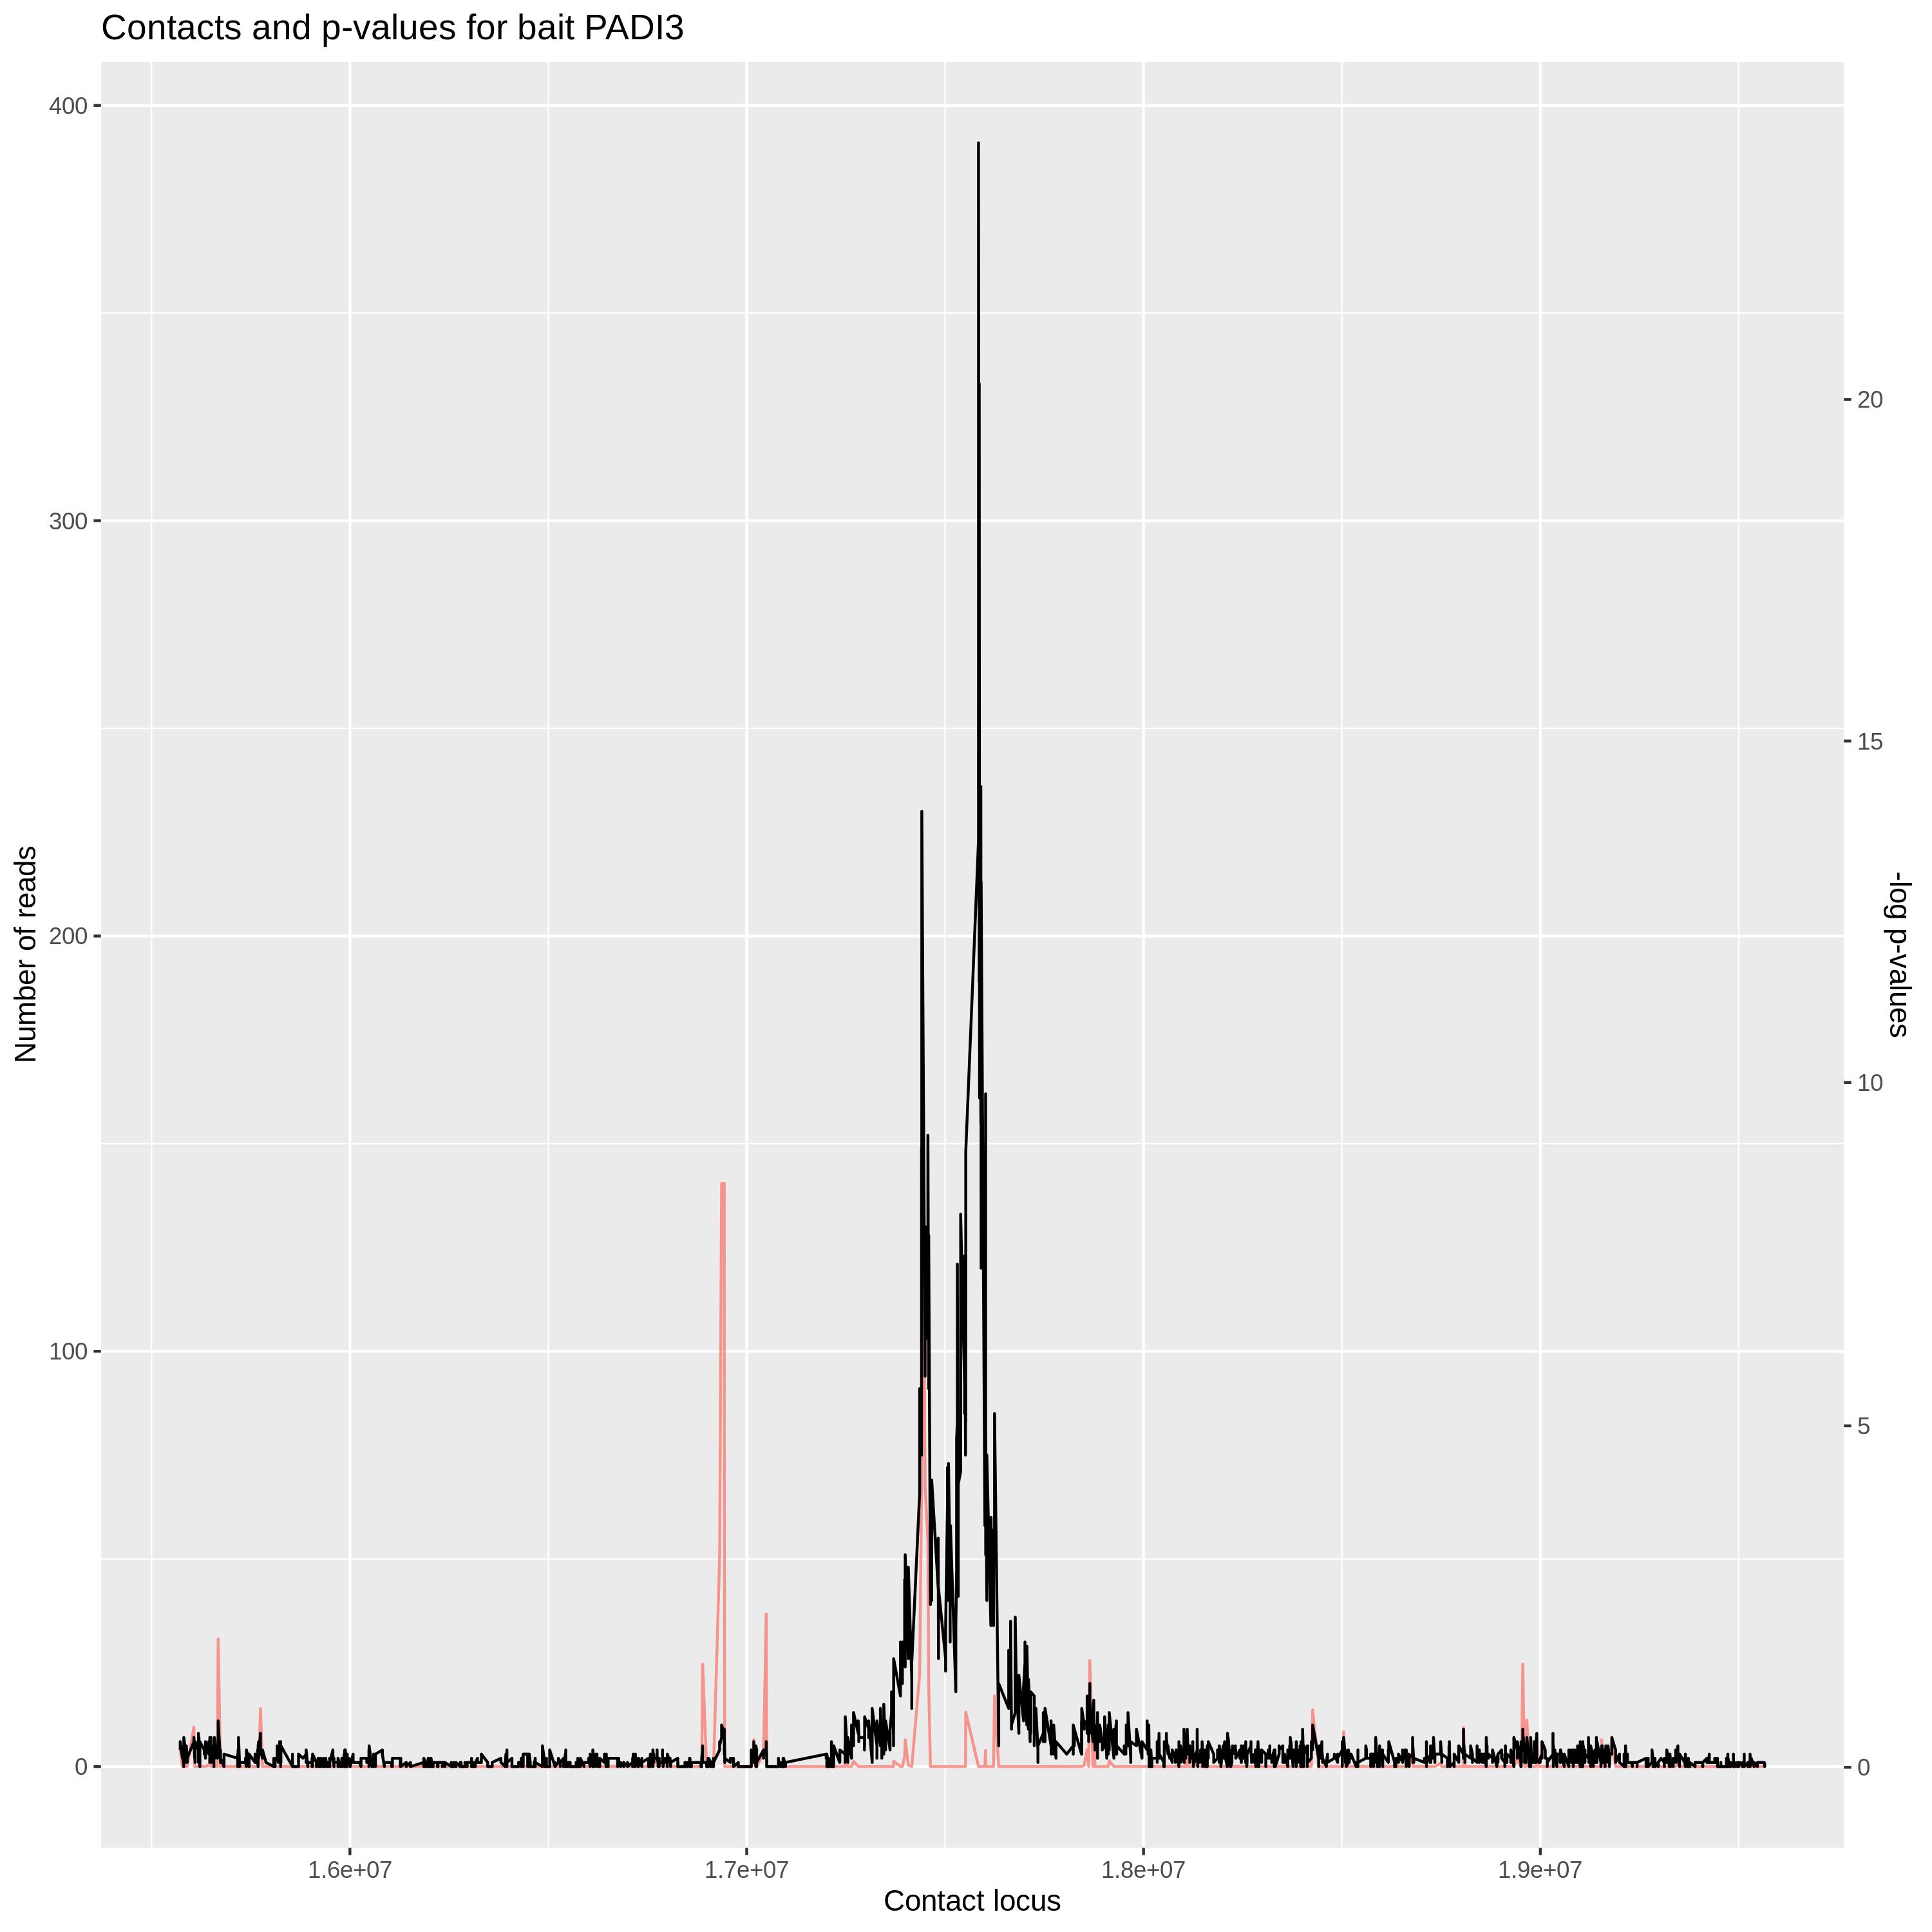 Contacts and p-values for bait PADI3
400
300
200
100
0
Number of reads
20
15
10
5
0
-log p-values
1.6e+07
1.7e+07
1.8e+07
1.9e+07
Contact locus